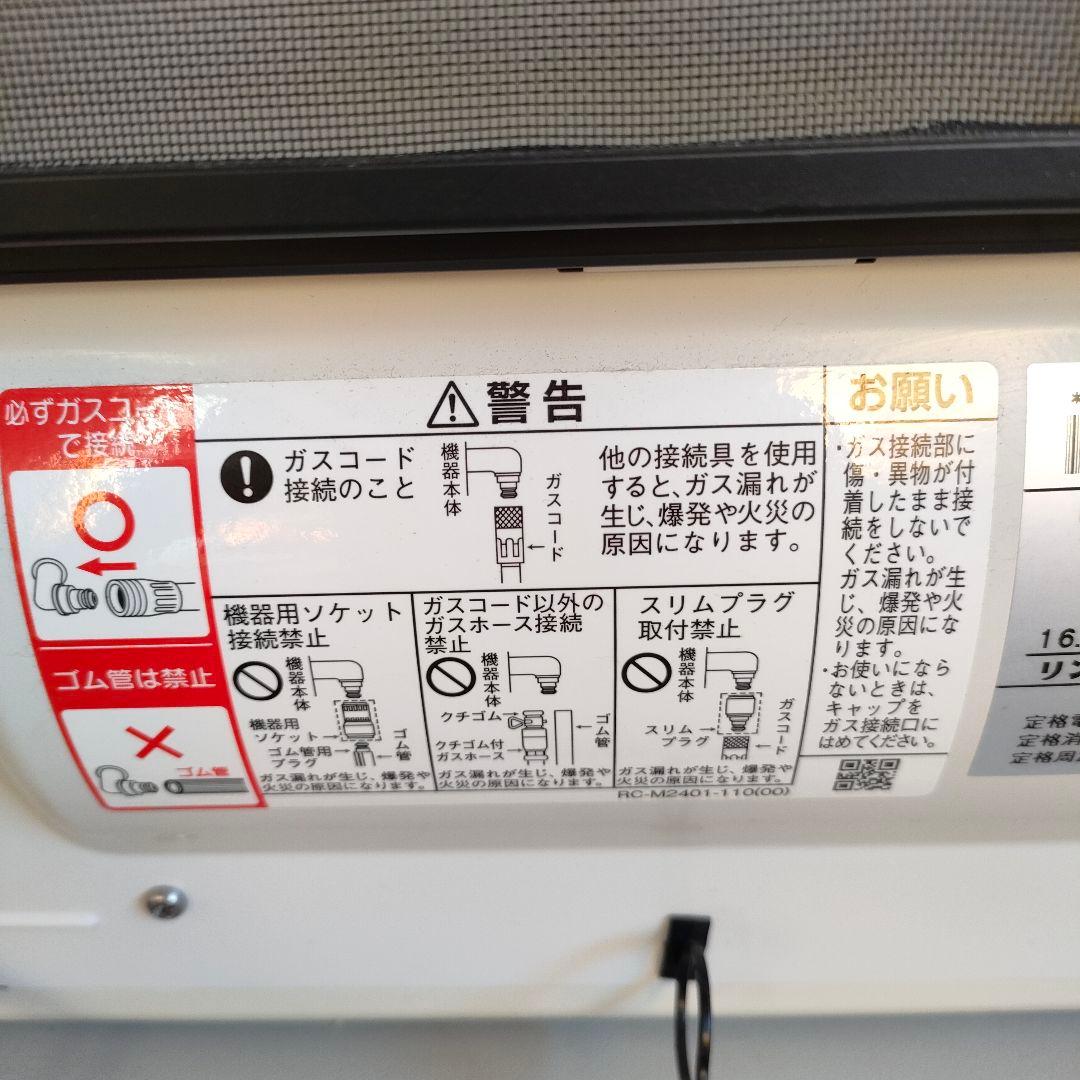 必ずガスコー
で接続
ゴム管は禁止
ゴム管
警告
ガスコード
接続のこと
機器本体
ガスコード
他の接続具を使用
すると、ガス漏れが
生じ、爆発や火災の
原因になります。
機器用ソケット
接続禁止
機器本体
機器用
ソケット
ゴム管用
プラグ
ゴム管
ガス漏れが生じ、爆発や
火災の原因になります。
ガスコード以外の
ガスホース接続
禁止
機器本体
クチゴム
クチゴム付
ガスホース
ゴム管
ガス漏れが生じ、爆発や
火災の原因になります。
スリムプラグ
取付禁止
機器本体
スリム
プラグ
ガスコード
ガス漏れが生じ、爆発や
火災の原因になります。
RC-M2401-110(00)
お願い
・ガス接続部に
傷・異物が付
着したまま接
続をしないで
ください。
ガス漏れが生
じ、爆発や火
災の原因にな
ります。
・お使いになら
ないときは、
キャップを
ガス接続口に
はめてください。
*
16.
リン
定格電
定格消
定格周